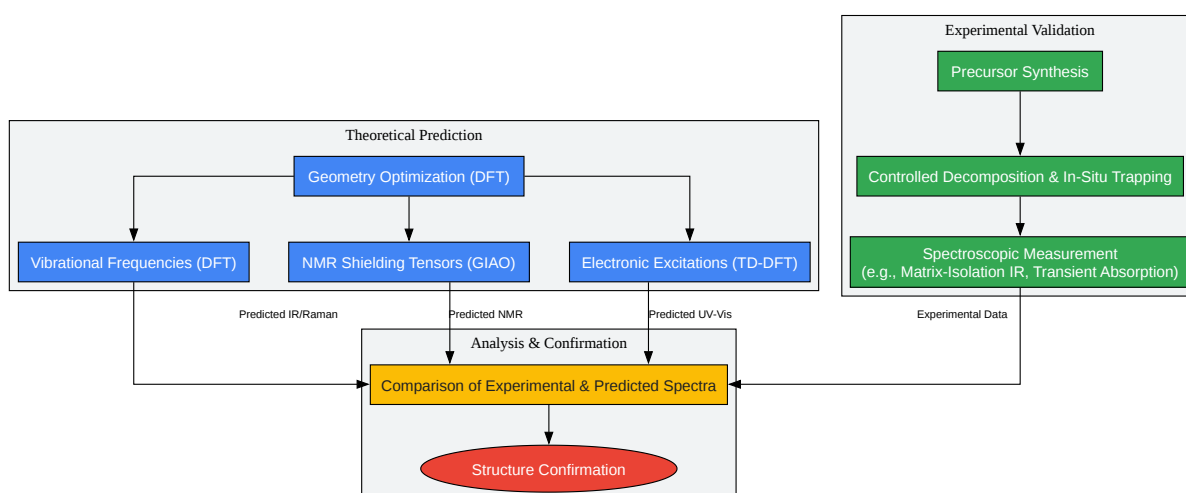 Experimental Validation
Precursor Synthesis
Theoretical Prediction
Geometry Optimization (DFT)
Controlled Decomposition & In-Situ Trapping
Vibrational Frequencies (DFT)
NMR Shielding Tensors (GIAO)
Electronic Excitations (TD-DFT)
Spectroscopic Measurement
(e.g., Matrix-Isolation IR, Transient Absorption)
Predicted IR/Raman
Predicted NMR
Predicted UV-Vis
Experimental Data
Analysis & Confirmation
Comparison of Experimental & Predicted Spectra
Structure Confirmation